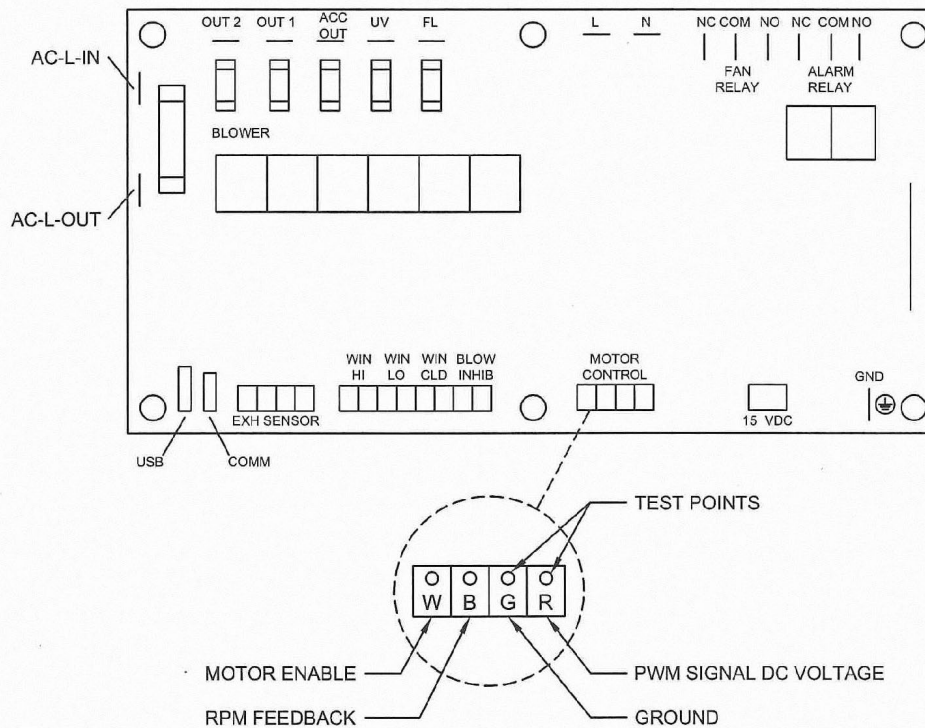 OUT 2 OUT 1 ACC OUT UV FL L N NC COM NO NC COM NO
AC-L-IN
FAN RELAY
ALARM RELAY
BLOWER
AC-L-OUT
WIN HI
WIN LO
WIN CLD
BLOW INHIB
MOTOR CONTROL
GND
EXH SENSOR
15 VDC
USB
COMM
TEST POINTS
W B G R
MOTOR ENABLE
PWM SIGNAL DC VOLTAGE
RPM FEEDBACK
GROUND